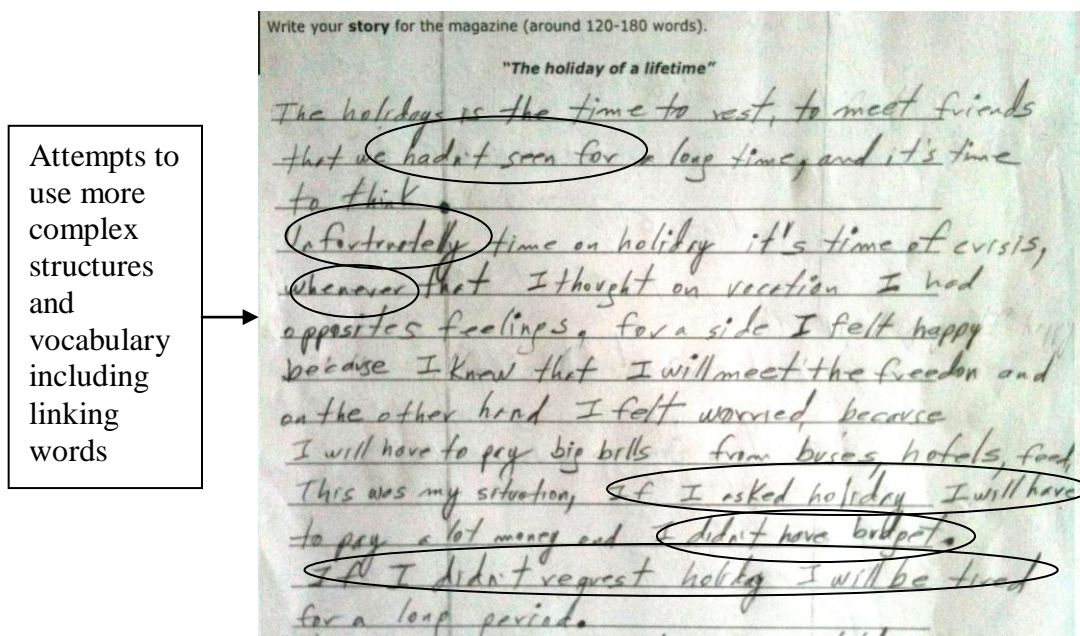 Write your story for the magazine (around 120-180 words).
"The holiday of a lifetime"
Attempts to
use more
complex
structures
and
vocabulary
including
linking
words
The holidays is the time to rest, to meet friends
that we hadn't seen for a long time, and it's time
to think.
Infortunately time on holiday it's time of crisis,
whenever that I thought on vacation I had
opposites feelings, for a side I felt happy
because I knew that I will meet the freedon and
on the other hand I felt worried, because
I will have to pay big bills from buses, hotels, food
This was my situation, If I asked holiday I will have
to pay a lot money and I didn't have budget.
If I didn't request holiday I will be tired
for a long period.